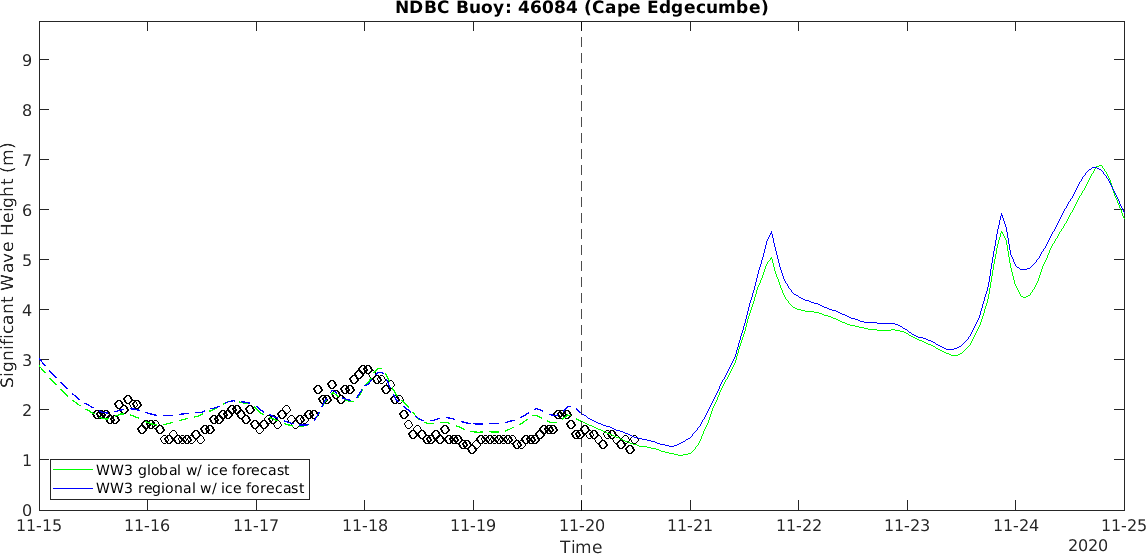 NDBC Buoy: 46084 (Cape Edgecumbe)
Significant Wave Height (m)
9
8
7
6
5
4
3
2
1
0
WW3 global w/ ice forecast
WW3 regional w/ ice forecast
11-15 11-16 11-17 11-18 11-19 11-20 11-21 11-22 11-23 11-24 11-25
Time
2020